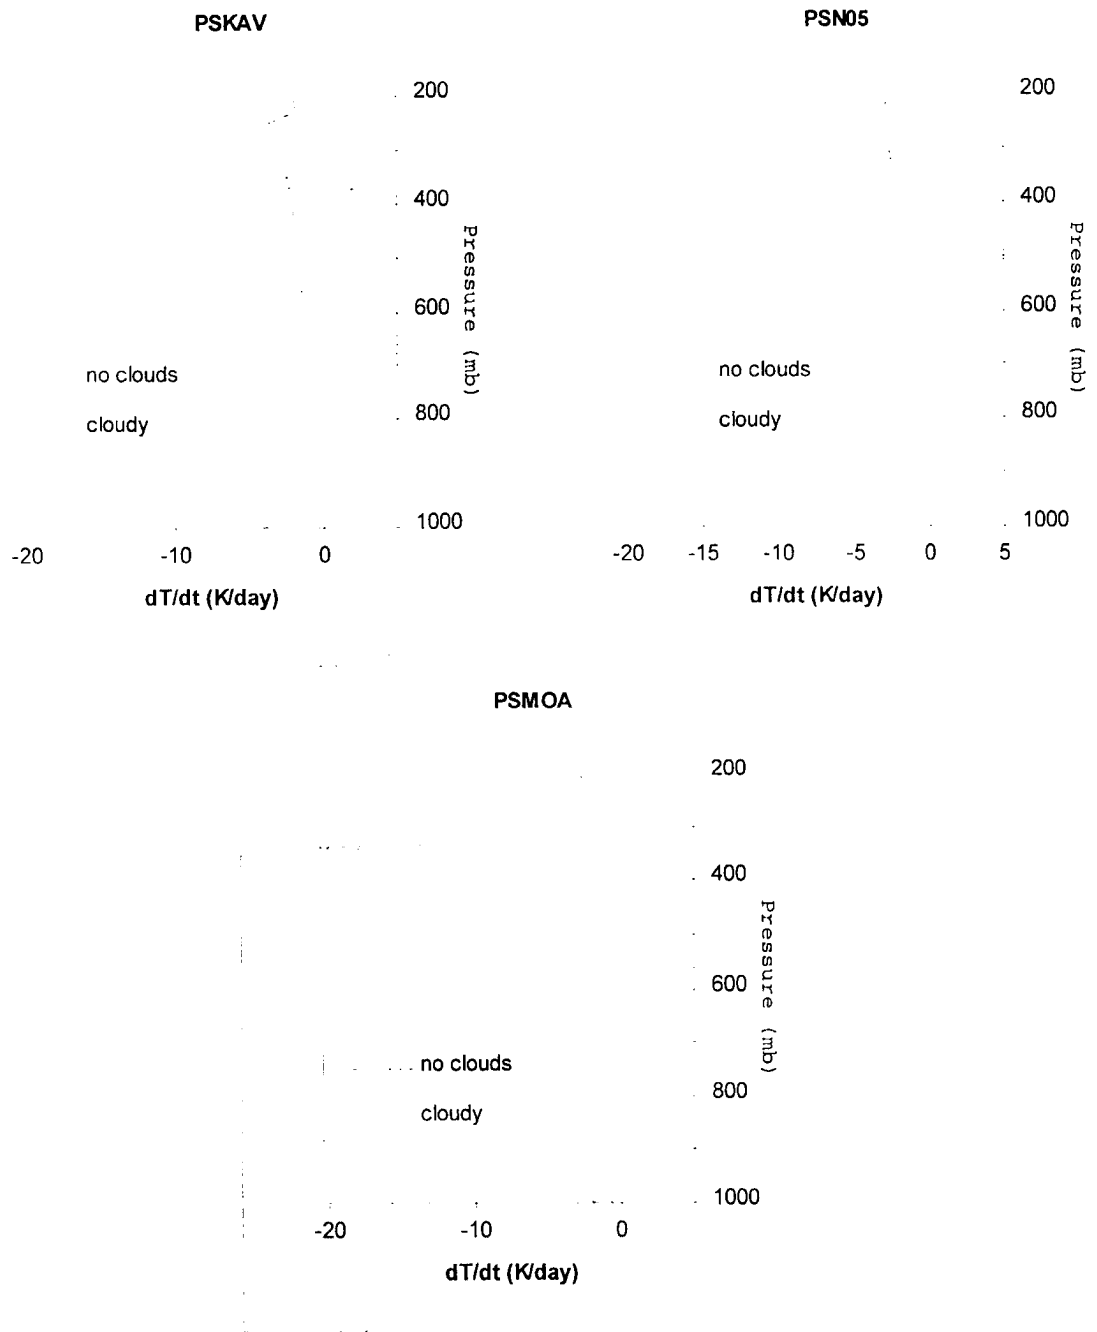 PSKAV
200
400
600
800
1000
Pressure (mb)
no clouds
cloudy
-20 -10 0
dT/dt (K/day)
PSN05
200
400
600
800
1000
Pressure (mb)
no clouds
cloudy
-20 -15 -10 -5 0 5
dT/dt (K/day)
PSMOA
200
400
600
800
1000
Pressure (mb)
no clouds
cloudy
-20 -10 0
dT/dt (K/day)